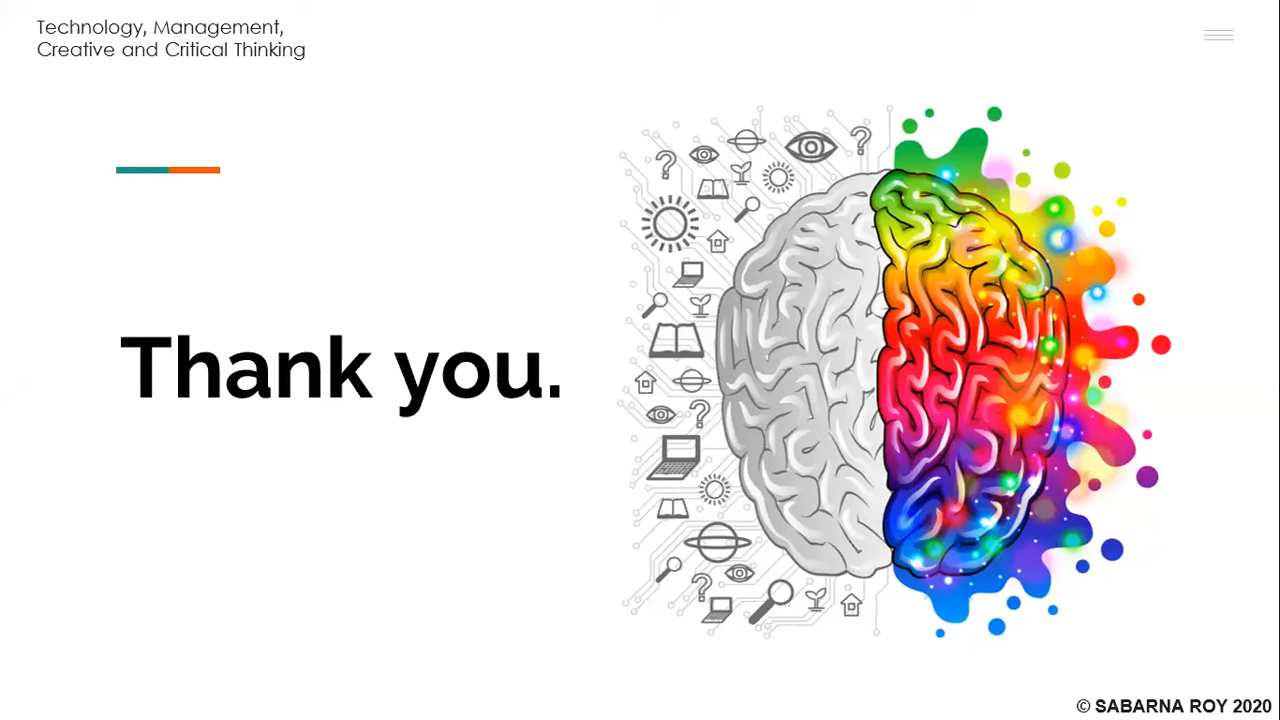 Technology, Management,
Creative and Critical Thinking
Thank you.
© SABARNA ROY 2020